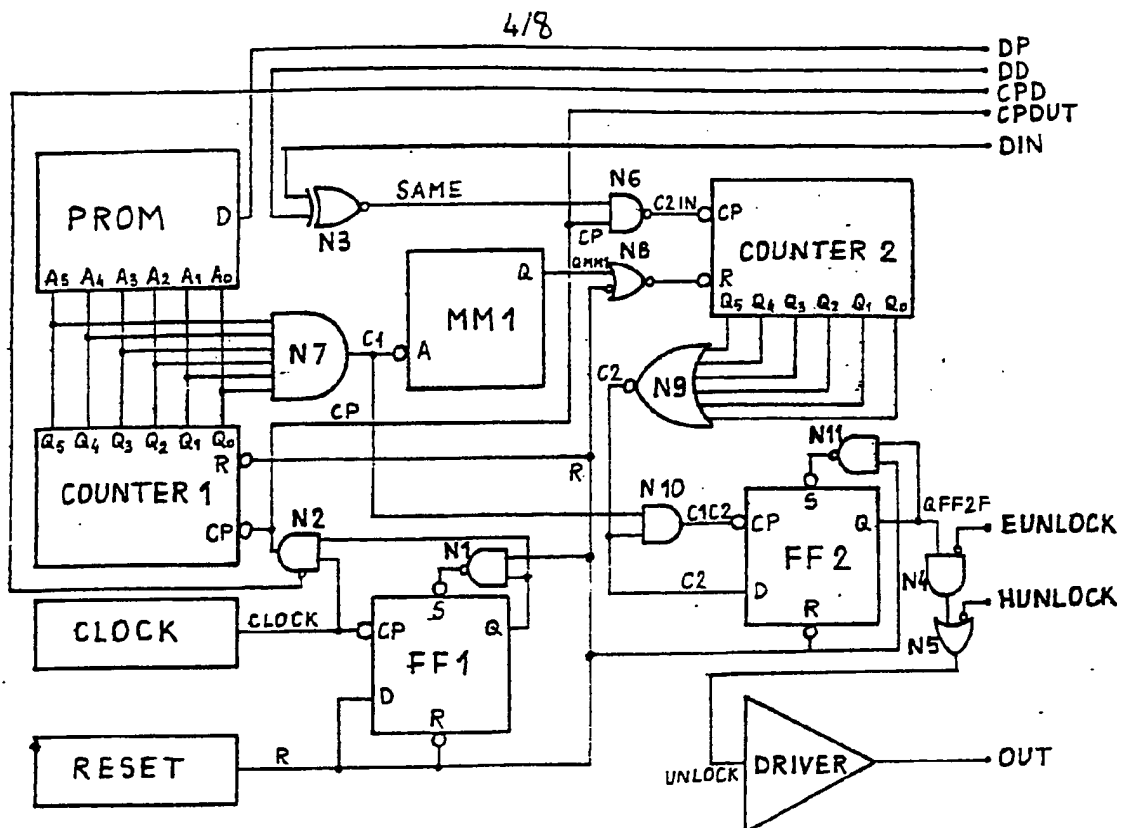 4/8
DP
DD
CPD
CPDUT
DIN
PROM
D
A5 A4 A3 A2 A1 A0
N3
SAME
N6
CP
C2IN
CP
COUNTER 2
R
Q5 Q4 Q3 Q2 Q1 Q0
N8
QMM1
Q
MM1
A
N7
C1
CP
C2
N9
Q5 Q4 Q3 Q2 Q1 Q0
R
COUNTER 1
CP
R
N11
N10
C1C2
S
CP
Q
FF2
D
R
C2
QFF2F
EUNLOCK
N4
HUNLOCK
N5
N2
N1
CLOCK
CLOCK
S
CP
Q
FF1
D
R
RESET
R
UNLOCK
DRIVER
OUT